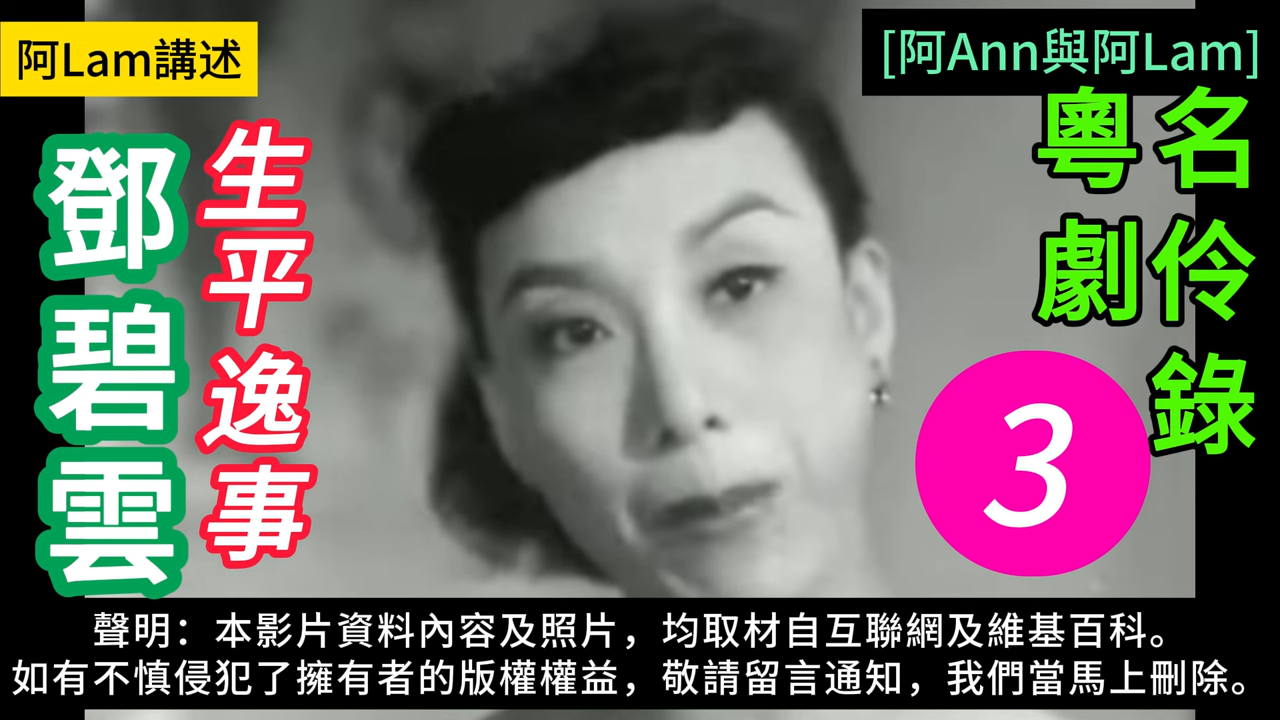 阿Lam講述
[阿Ann與阿Lam]
鄧碧雲
生平逸事
粵劇
名伶錄
3
聲明：本影片資料內容及照片，均取材自互聯網及維基百科。
如有不慎侵犯了擁有者的版權權益，敬請留言通知，我們當馬上刪除。